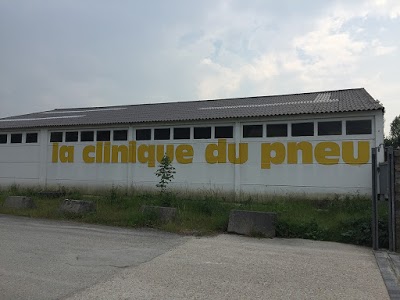 la clinique du pneu